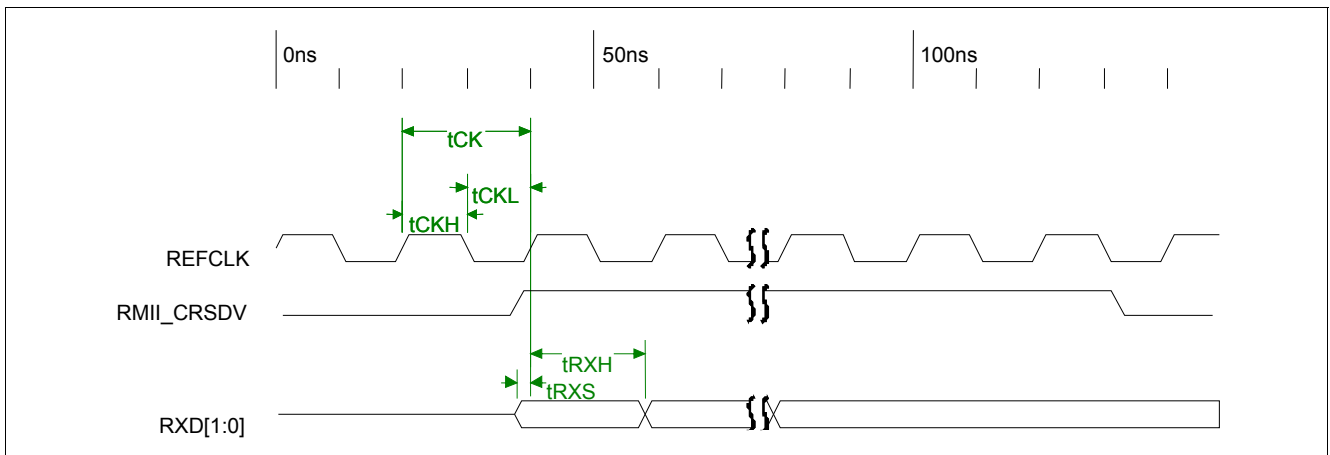 0ns
50ns
100ns
tCK
tCKL
tCKH
REFCLK
RMII_CRSDV
tRXH
tRXS
RXD[1:0]